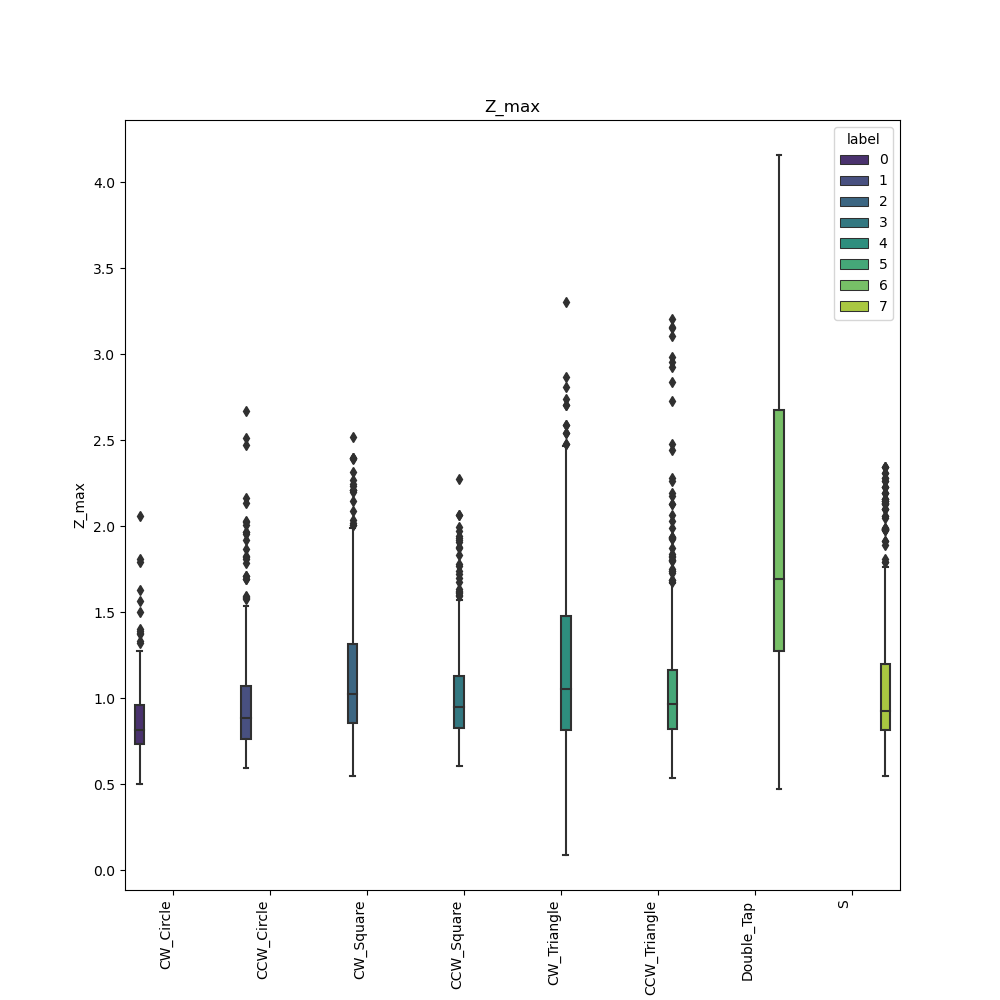 Z_max
label
0
1
2
3
4
5
6
7
4.0
3.5
3.0
2.5
2.0
1.5
1.0
0.5
0.0
Z_max
CW_Circle
CCW_Circle
CW_Square
CCW_Square
CW_Triangle
CCW_Triangle
Double_Tap
S